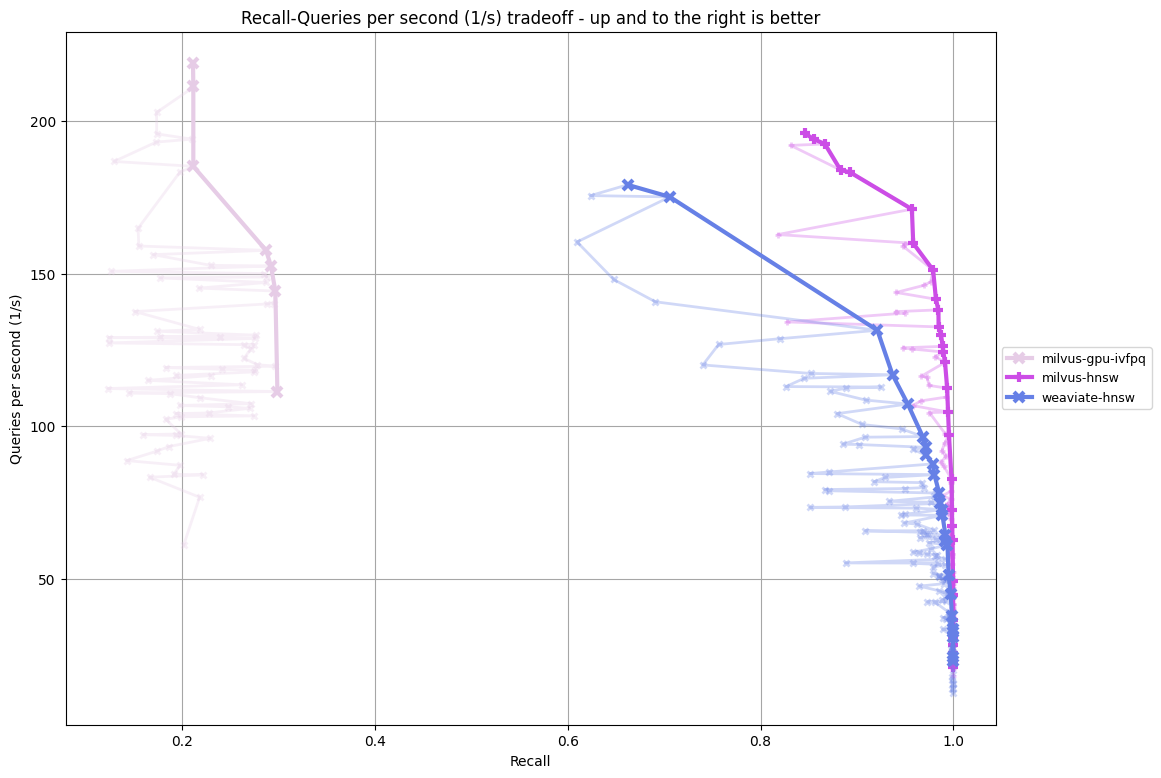 Recall-Queries per second (1/s) tradeoff - up and to the right is better
200
150
100
50
Queries per second (1/s)
0.2
0.4
0.6
0.8
1.0
Recall
milvus-gpu-ivfpq
milvus-hnsw
weaviate-hnsw